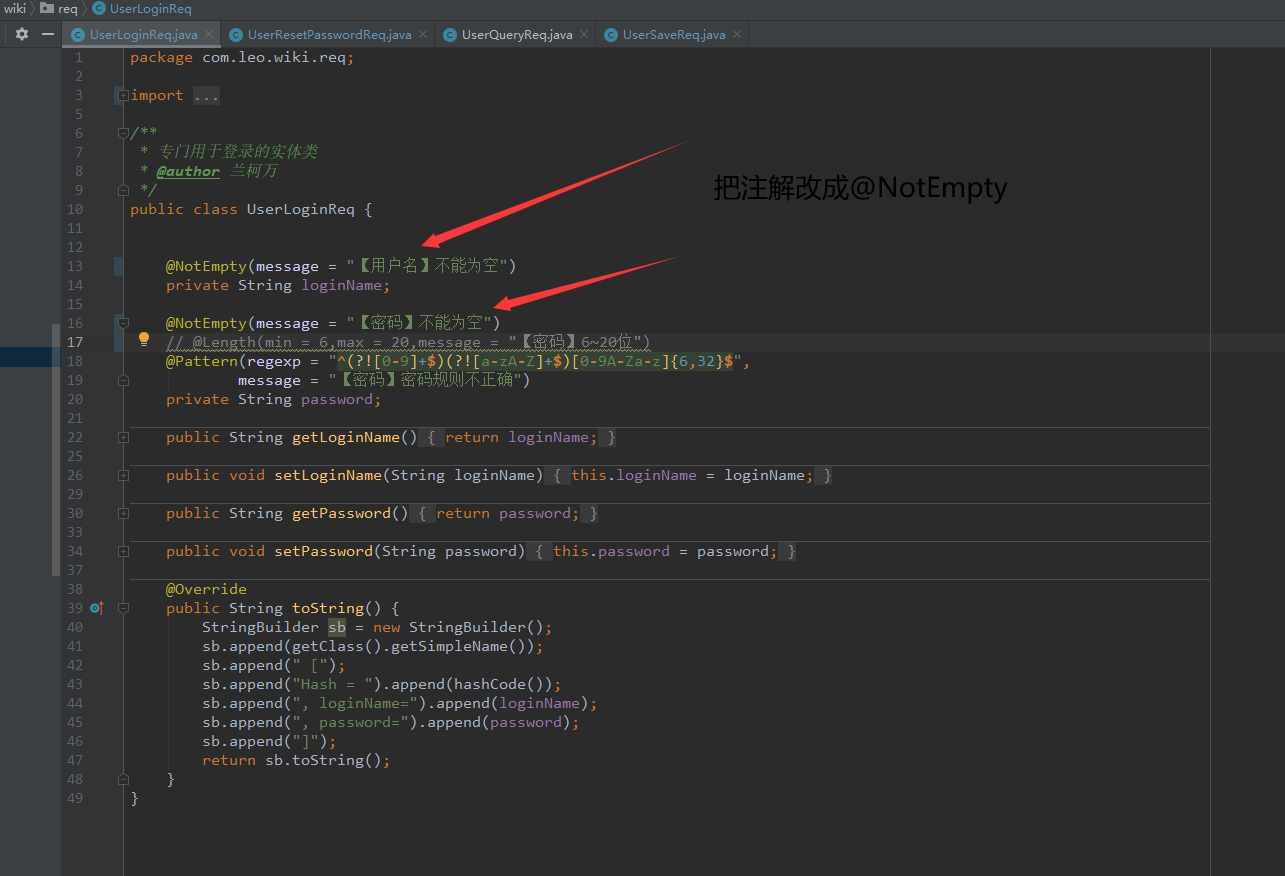 wiki req UserLoginReq
UserLoginReq.java UserResetPasswordReq.java UserQueryReq.java UserSaveReq.java
1 package com.leo.wiki.req;
2
3 import ...
5
6 /**
7 * 专门用于登录的实体类
8 * @author 兰柯万
9 */
把注解改成@NotEmpty
10 public class UserLoginReq {
11
12
13 @NotEmpty(message = "【用户名】不能为空")
14 private String loginName;
15
16 @NotEmpty(message = "【密码】不能为空")
17 // @Length(min = 6,max = 20,message = "【密码】6~20位")
18 @Pattern(regexp = "^(?![0-9]+$)(?![a-zA-Z]+$)[0-9A-Za-z]{6,32}$",
19 message = "【密码】密码规则不正确")
20 private String password;
21
22 public String getLoginName() { return loginName; }
25
26 public void setLoginName(String loginName) { this.loginName = loginName; }
29
30 public String getPassword() { return password; }
33
34 public void setPassword(String password) { this.password = password; }
37
38 @Override
39 public String toString() {
40 StringBuilder sb = new StringBuilder();
41 sb.append(getClass().getSimpleName());
42 sb.append(" [");
43 sb.append("Hash = ").append(hashCode());
44 sb.append(", loginName=").append(loginName);
45 sb.append(", password=").append(password);
46 sb.append("]");
47 return sb.toString();
48 }
49 }